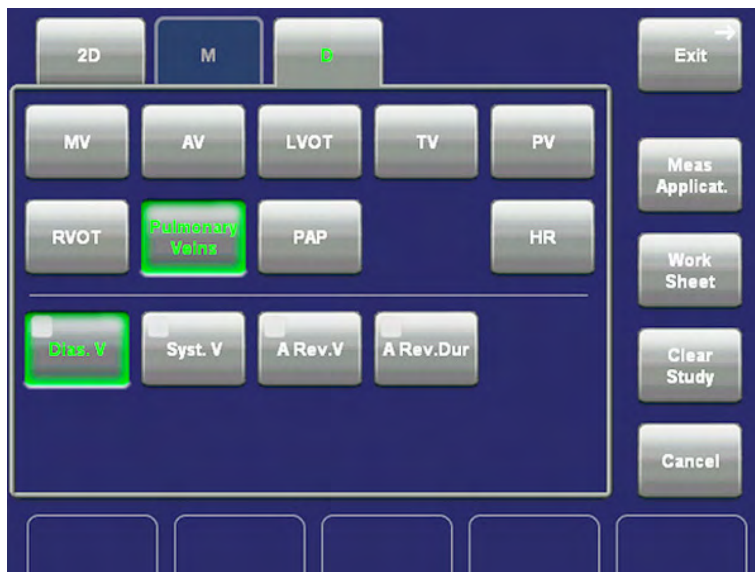 2D M D Exit
MV AV LVOT TV PV
Meas
Applicat.
RVOT Pulmonary
Veins PAP HR
Work
Sheet
Dias. V Syst. V A Rev.V A Rev.Dur
Clear
Study
Cancel